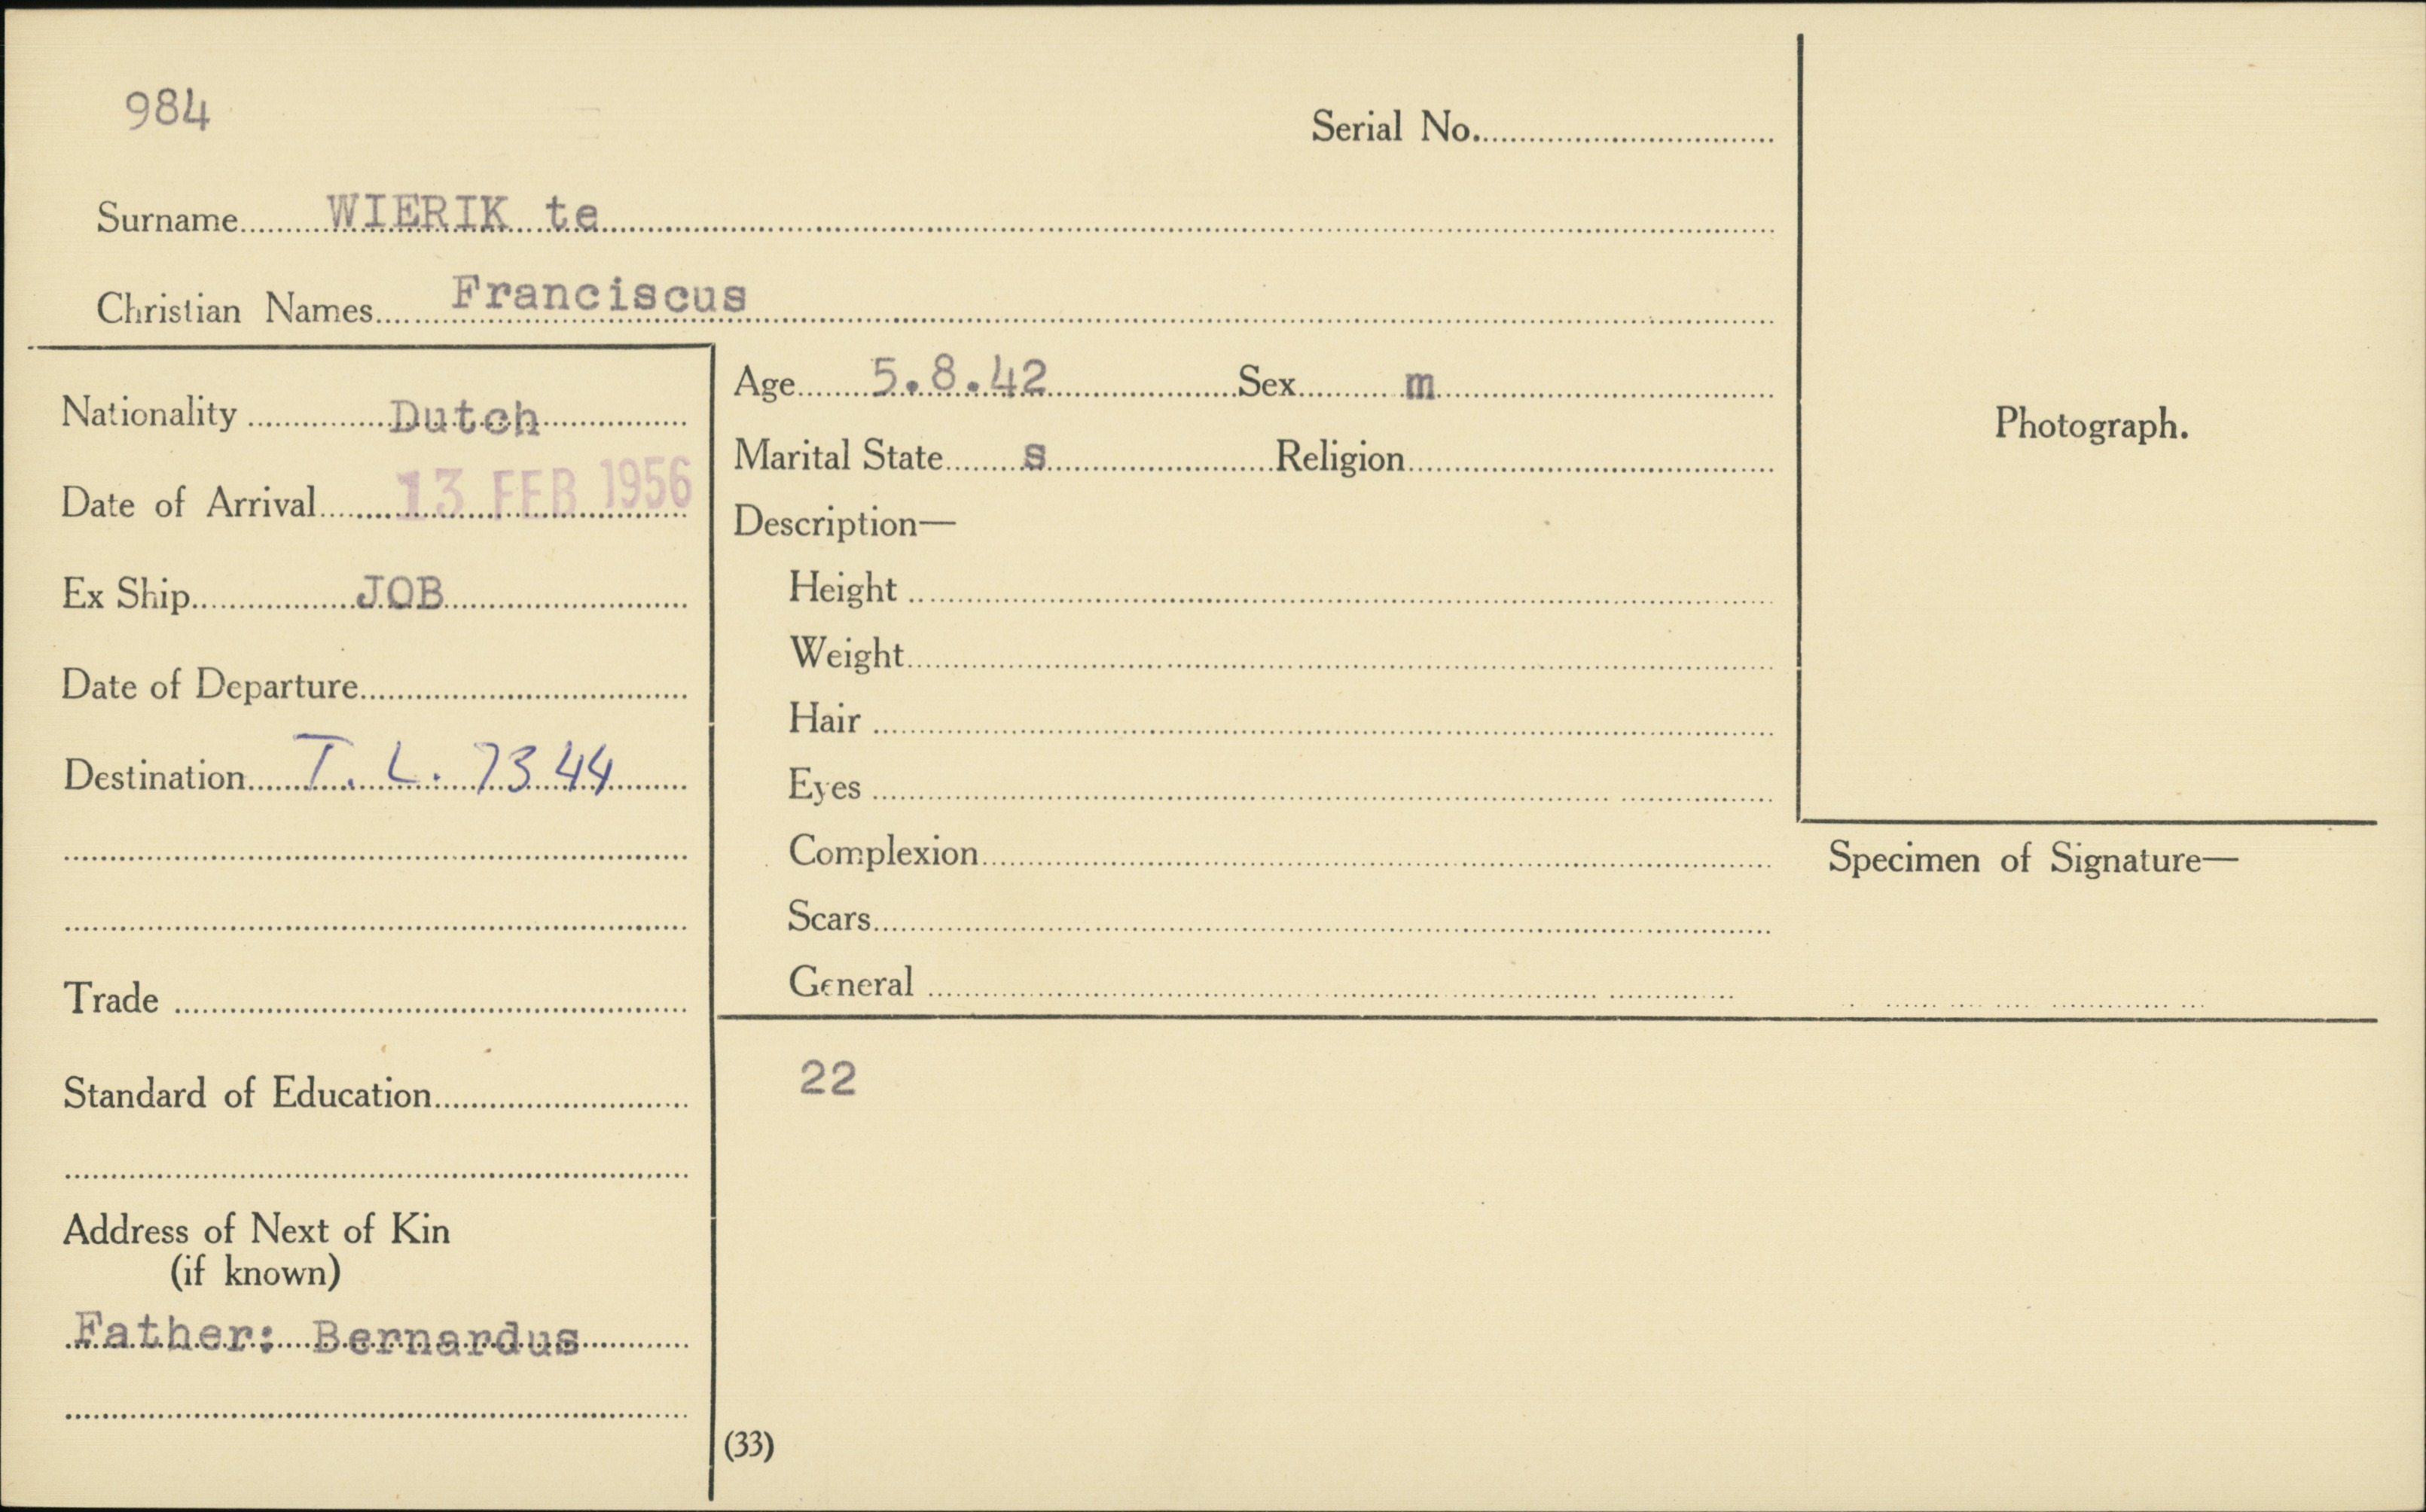 984
Serial No.
Surname WIERIK te
Christian Names Franciscus
Nationality Dutch
Date of Arrival 13 FEB 1956
Ex Ship JOB
Date of Departure
Destination T. L. 7344
Trade
Standard of Education
Address of Next of Kin
(if known)
Father: Bernardus
Age 5.8.42 Sex m
Marital State s Religion
Description—
Height
Weight
Hair
Eyes
Complexion
Scars
General
22
(33)
Photograph.
Specimen of Signature—